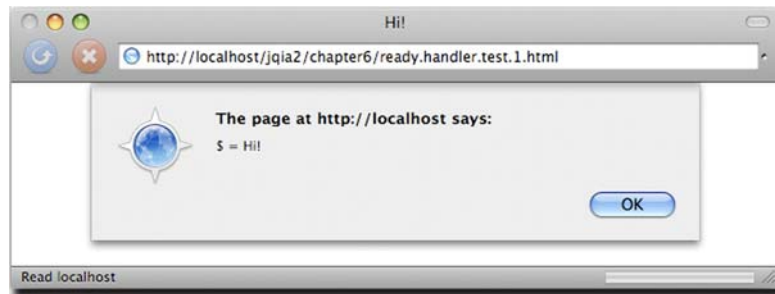 Hi!
http://localhost/jqia2/chapter6/ready.handler.test.1.html
The page at http://localhost says:
$ = Hi!
OK
Read localhost